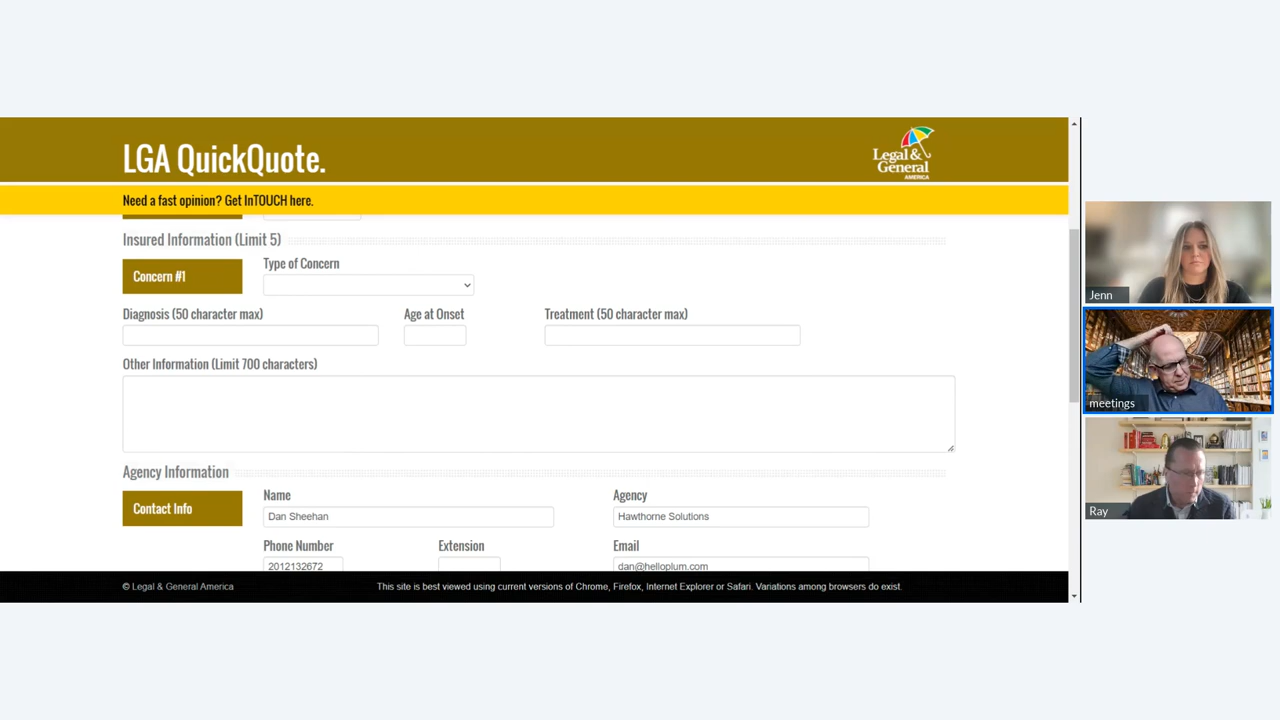 LGA QuickQuote.
Legal &
General
AMERICA
Need a fast opinion? Get InTOUCH here.
Insured Information (Limit 5)
Concern #1
Type of Concern
Diagnosis (50 character max)
Age at Onset
Treatment (50 character max)
Other Information (Limit 700 characters)
Agency Information
Contact Info
Name
Agency
Dan Sheehan
Hawthorne Solutions
Phone Number
Extension
Email
2012132672
dan@helloplum.com
© Legal & General America
This site is best viewed using current versions of Chrome, Firefox, Internet Explorer or Safari. Variations among browsers do exist.
Jenn
meetings
Ray